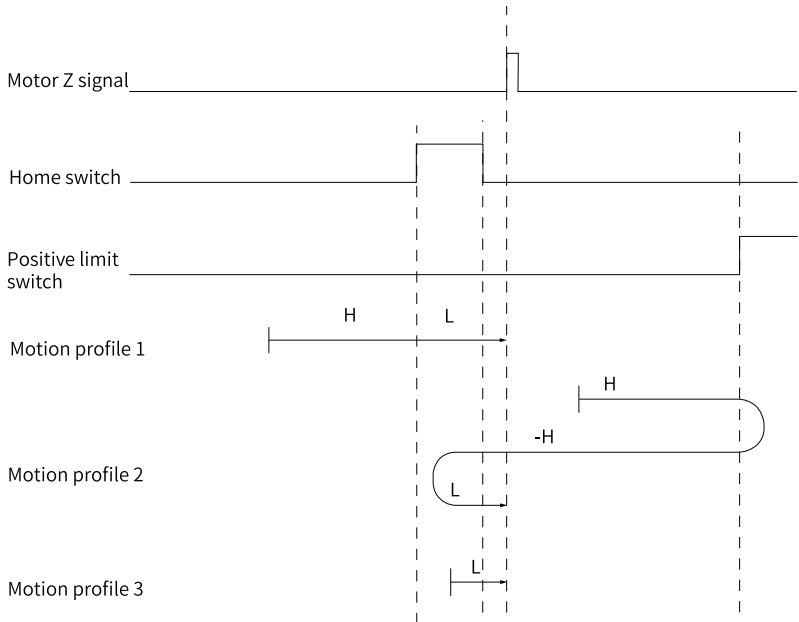 Motor Z signal
Home switch
Positive limit
switch
H
L
Motion profile 1
H
-H
Motion profile 2
L
L
Motion profile 3